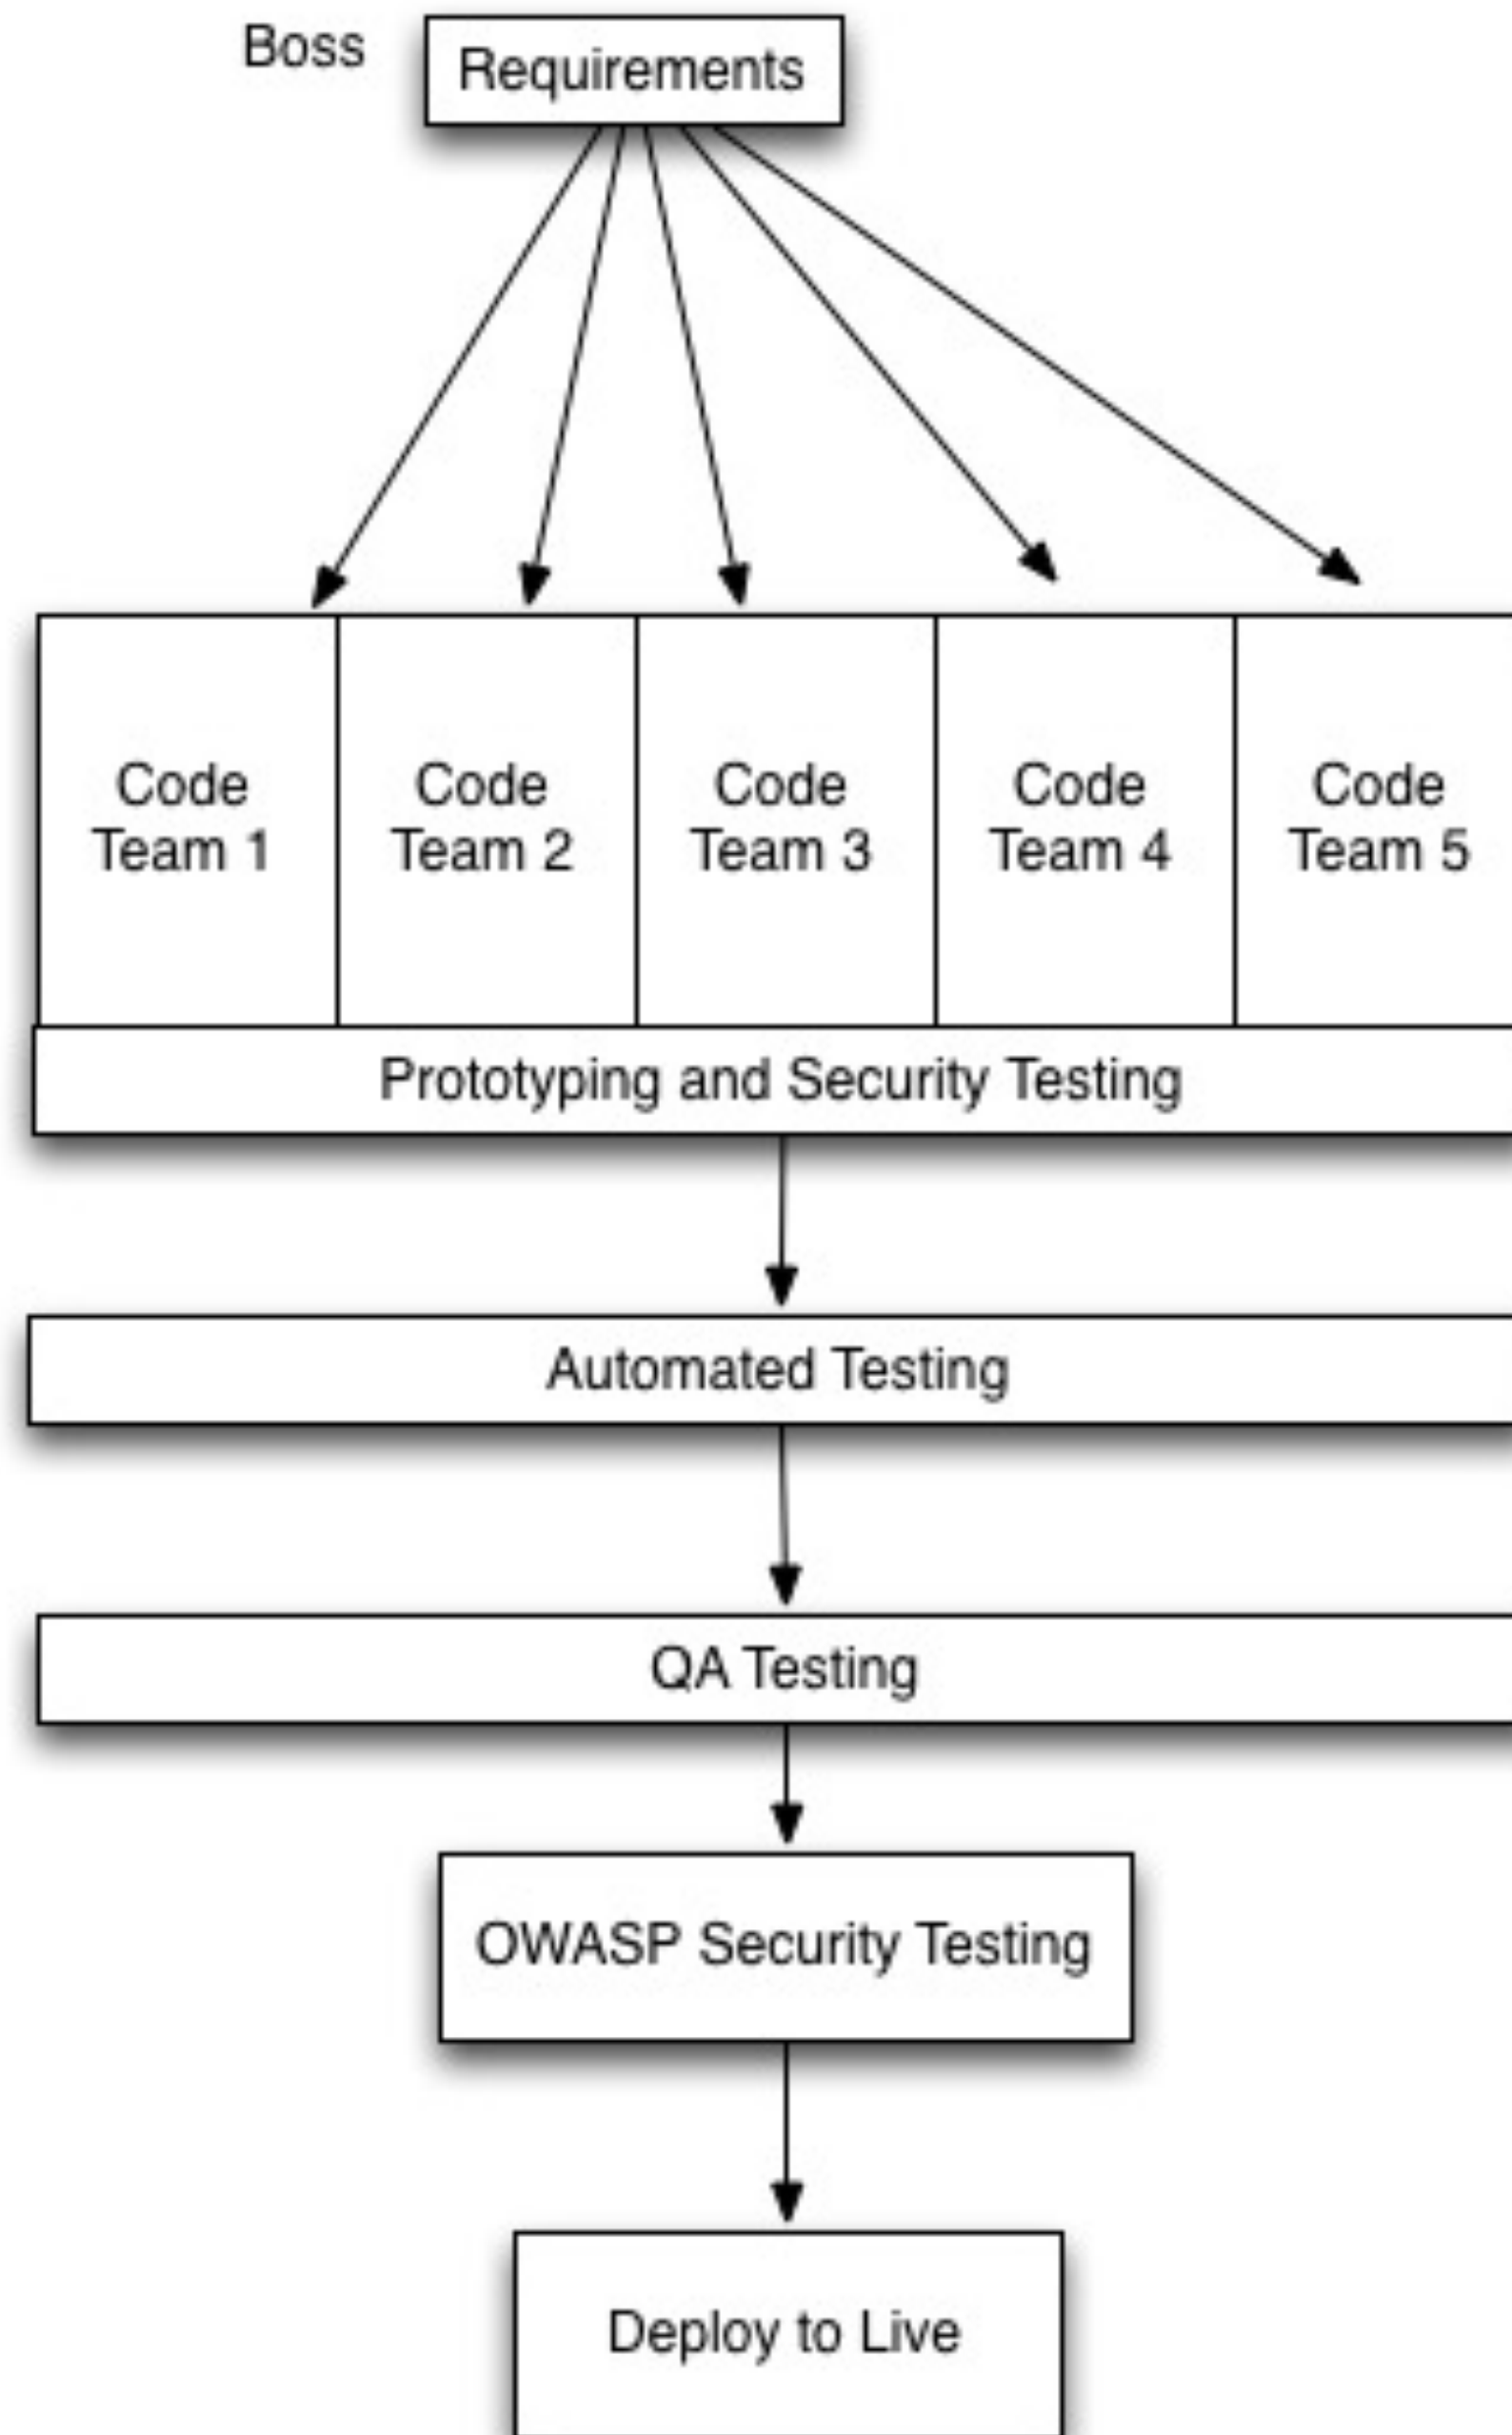 Boss
Requirements
Code
Team 1
Code
Team 2
Code
Team 3
Code
Team 4
Code
Team 5
Prototyping and Security Testing
Automated Testing
QA Testing
OWASP Security Testing
Deploy to Live